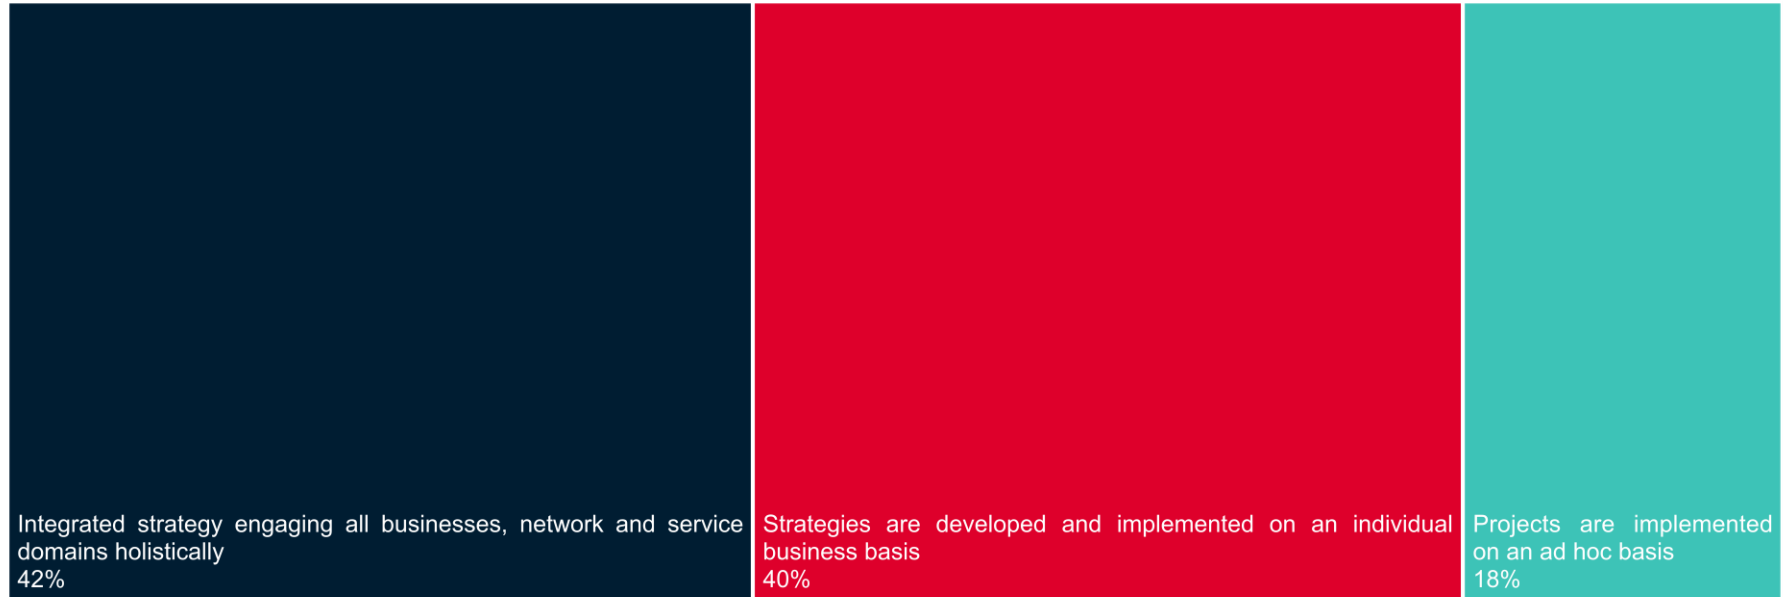 Integrated strategy engaging all businesses, network and service
domains holistically
42%
Strategies are developed and implemented on an individual
business basis
40%
Projects are implemented
on an ad hoc basis
18%